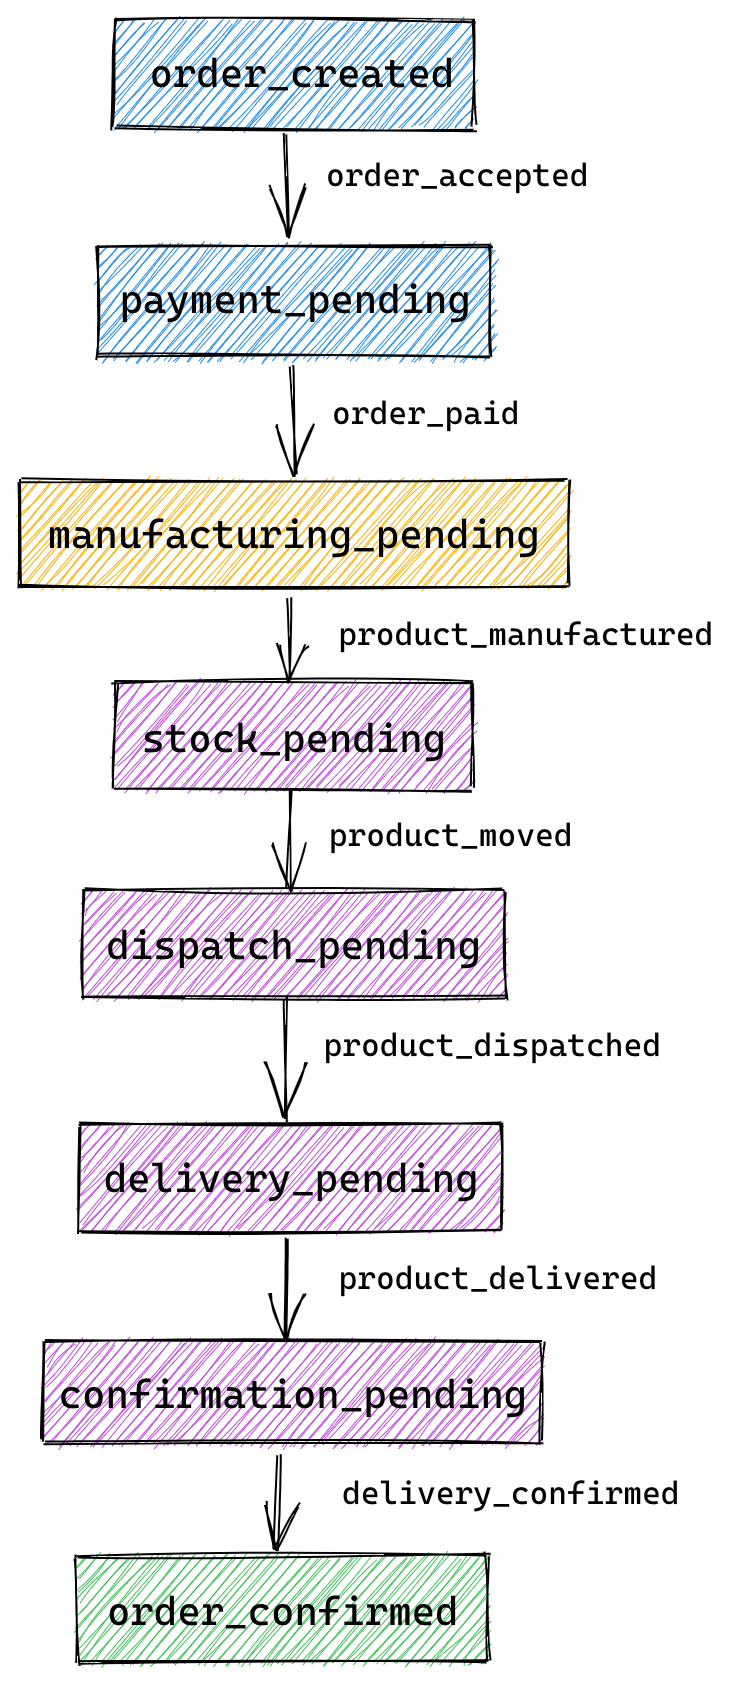 order_created
order_accepted
payment_pending
order_paid
manufacturing_pending
product_manufactured
stock_pending
product_moved
dispatch_pending
product_dispatched
delivery_pending
product_delivered
confirmation_pending
delivery_confirmed
order_confirmed